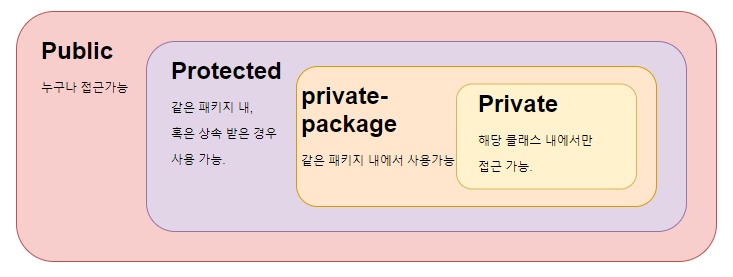 Public
누구나 접근가능
Protected
같은 패키지 내,
혹은 상속 받은 경우
사용 가능.
private-
package
같은 패키지 내에서 사용가능
Private
해당 클래스 내에서만
접근 가능.